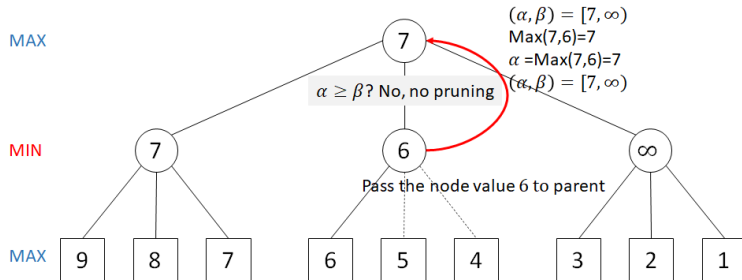 MAX
7
(α, β) = [7, ∞)
Max(7,6)=7
α =Max(7,6)=7
(α, β) = [7, ∞)
α ≥ β? No, no pruning
MIN
7
6
∞
Pass the node value 6 to parent
MAX
9 8 7 6 5 4 3 2 1